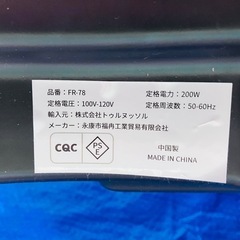 品番：FR-78
定格電力：200W
定格電圧：100V-120V
定格周波数：50-60Hz
輸入元：株式会社トゥルヌッソル
メーカー：永康市福冉工業貿易有限公司
CQC
PS
E
中国製
MADE IN CHINA